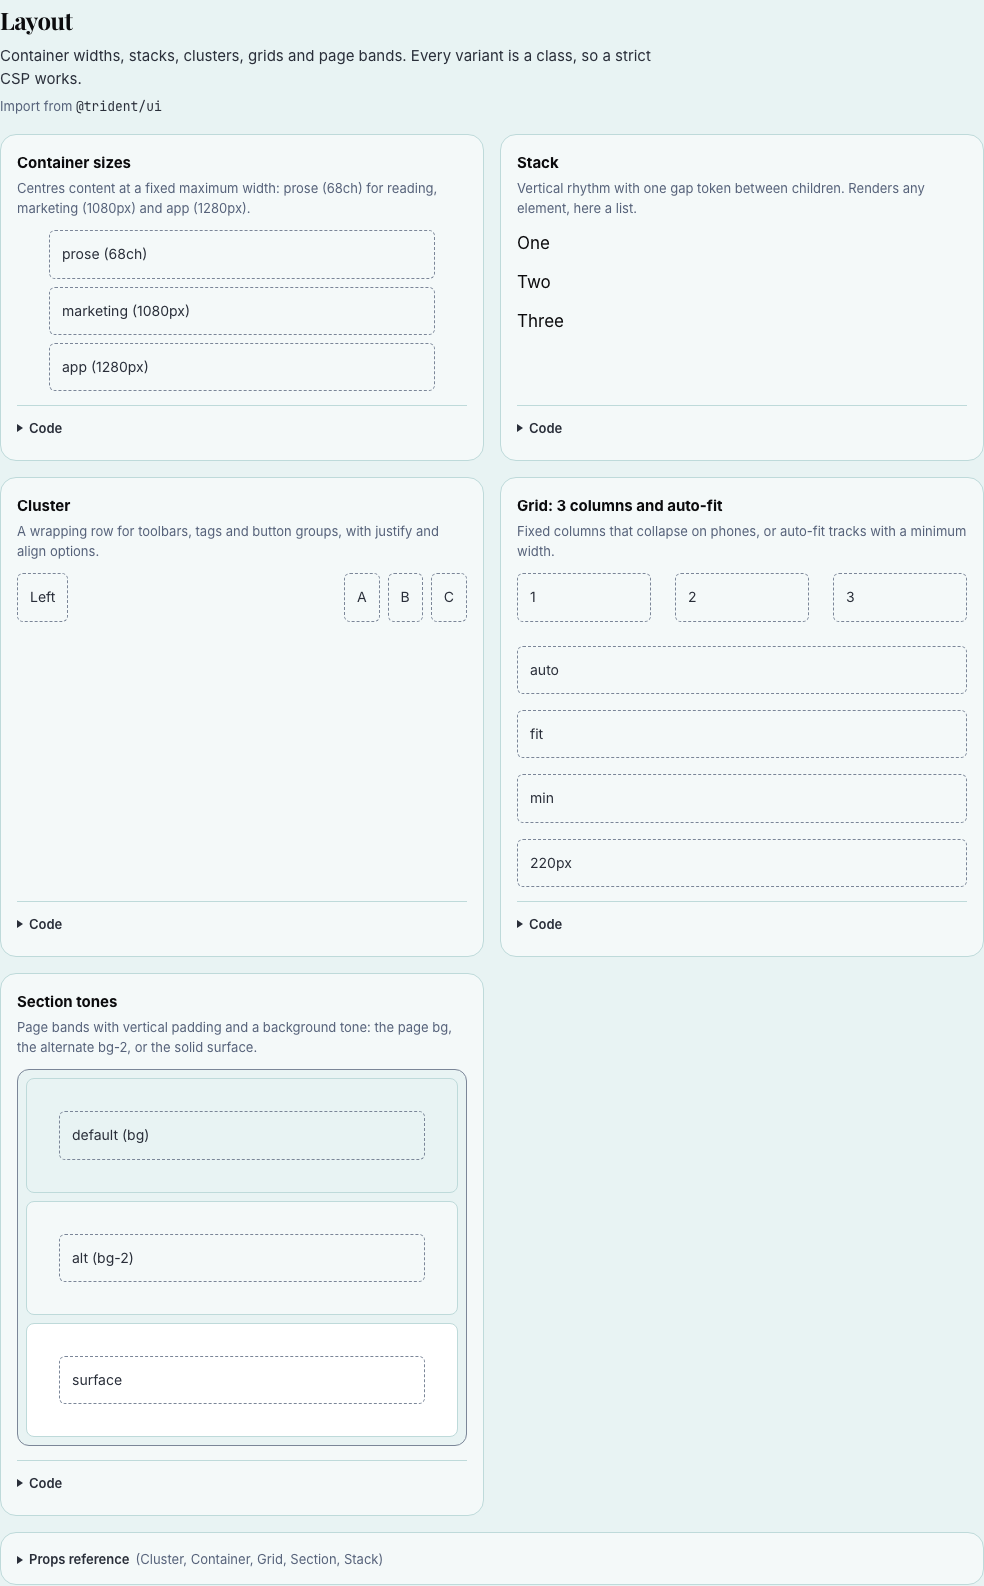 Layout
Container widths, stacks, clusters, grids and page bands. Every variant is a class, so a strict
CSP works.
Import from @trident/ui
Container sizes
Centres content at a fixed maximum width: prose (68ch) for reading,
marketing (1080px) and app (1280px).
prose (68ch)
marketing (1080px)
app (1280px)
Code
Stack
Vertical rhythm with one gap token between children. Renders any
element, here a list.
One
Two
Three
Code
Cluster
A wrapping row for toolbars, tags and button groups, with justify and
align options.
Left A B C
Code
Grid: 3 columns and auto-fit
Fixed columns that collapse on phones, or auto-fit tracks with a minimum
width.
1 2 3
auto
fit
min
220px
Code
Section tones
Page bands with vertical padding and a background tone: the page bg,
the alternate bg-2, or the solid surface.
default (bg)
alt (bg-2)
surface
Code
Props reference (Cluster, Container, Grid, Section, Stack)